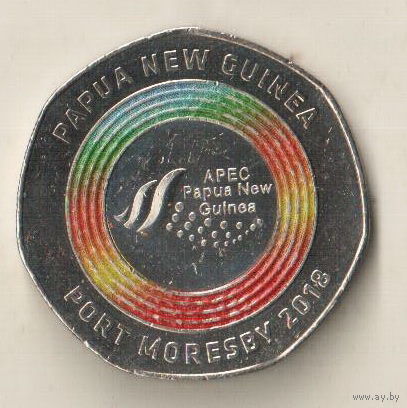 PAPUA NEW GUINEA
APEC
Papua New
Guinea
PORT MORESBY 2018
www.ay.by